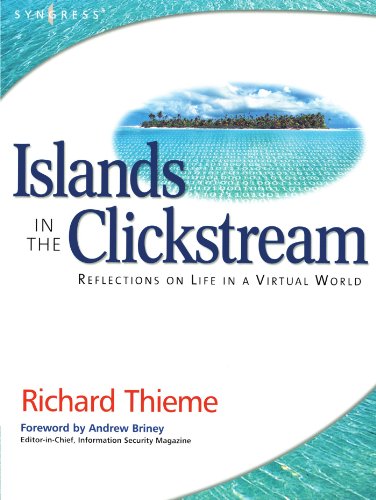 SYNGRESS®
Islands
IN THE
Clickstream
REFLECTIONS ON LIFE IN A VIRTUAL WORLD
Richard Thieme
Foreword by Andrew Briney
Editor-in-Chief, Information Security Magazine